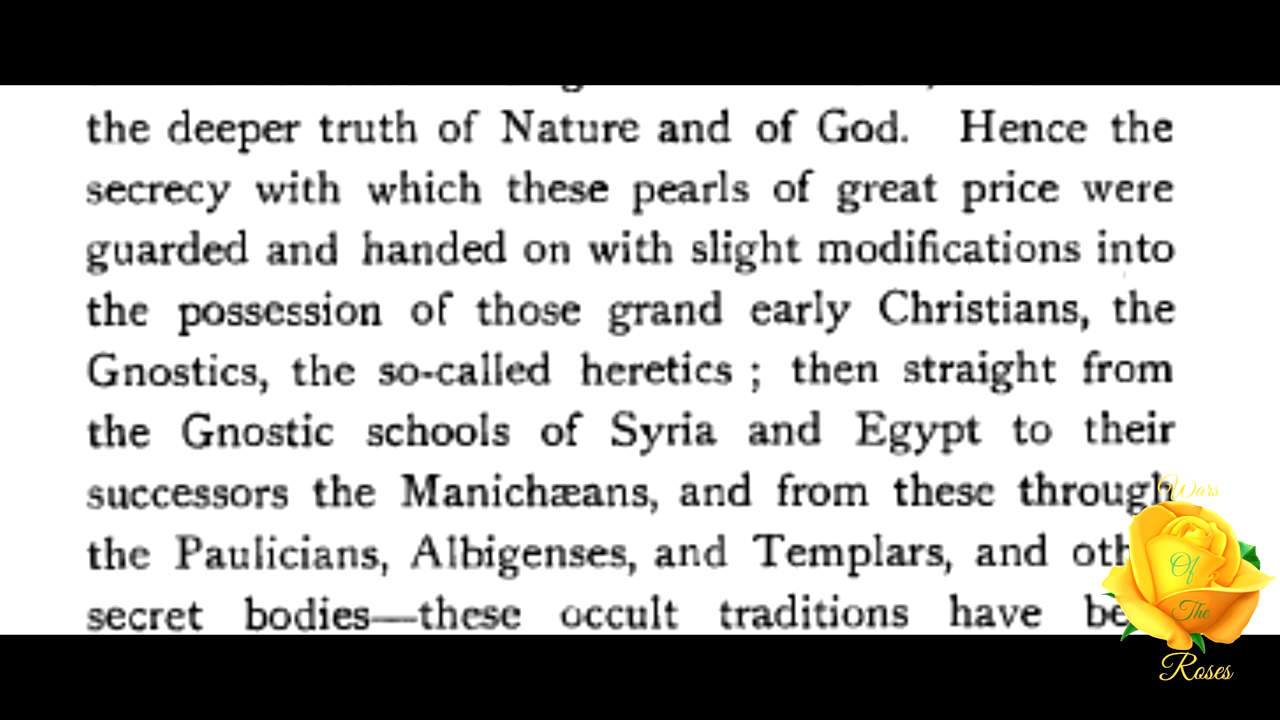 the deeper truth of Nature and of God. Hence the
secrecy with which these pearls of great price were
guarded and handed on with slight modifications into
the possession of those grand early Christians, the
Gnostics, the so-called heretics ; then straight from
the Gnostic schools of Syria and Egypt to their
successors the Manichæans, and from these through
the Paulicians, Albigenses, and Templars, and
secret bodies—these occult traditions have
Wars
Of
The
Roses